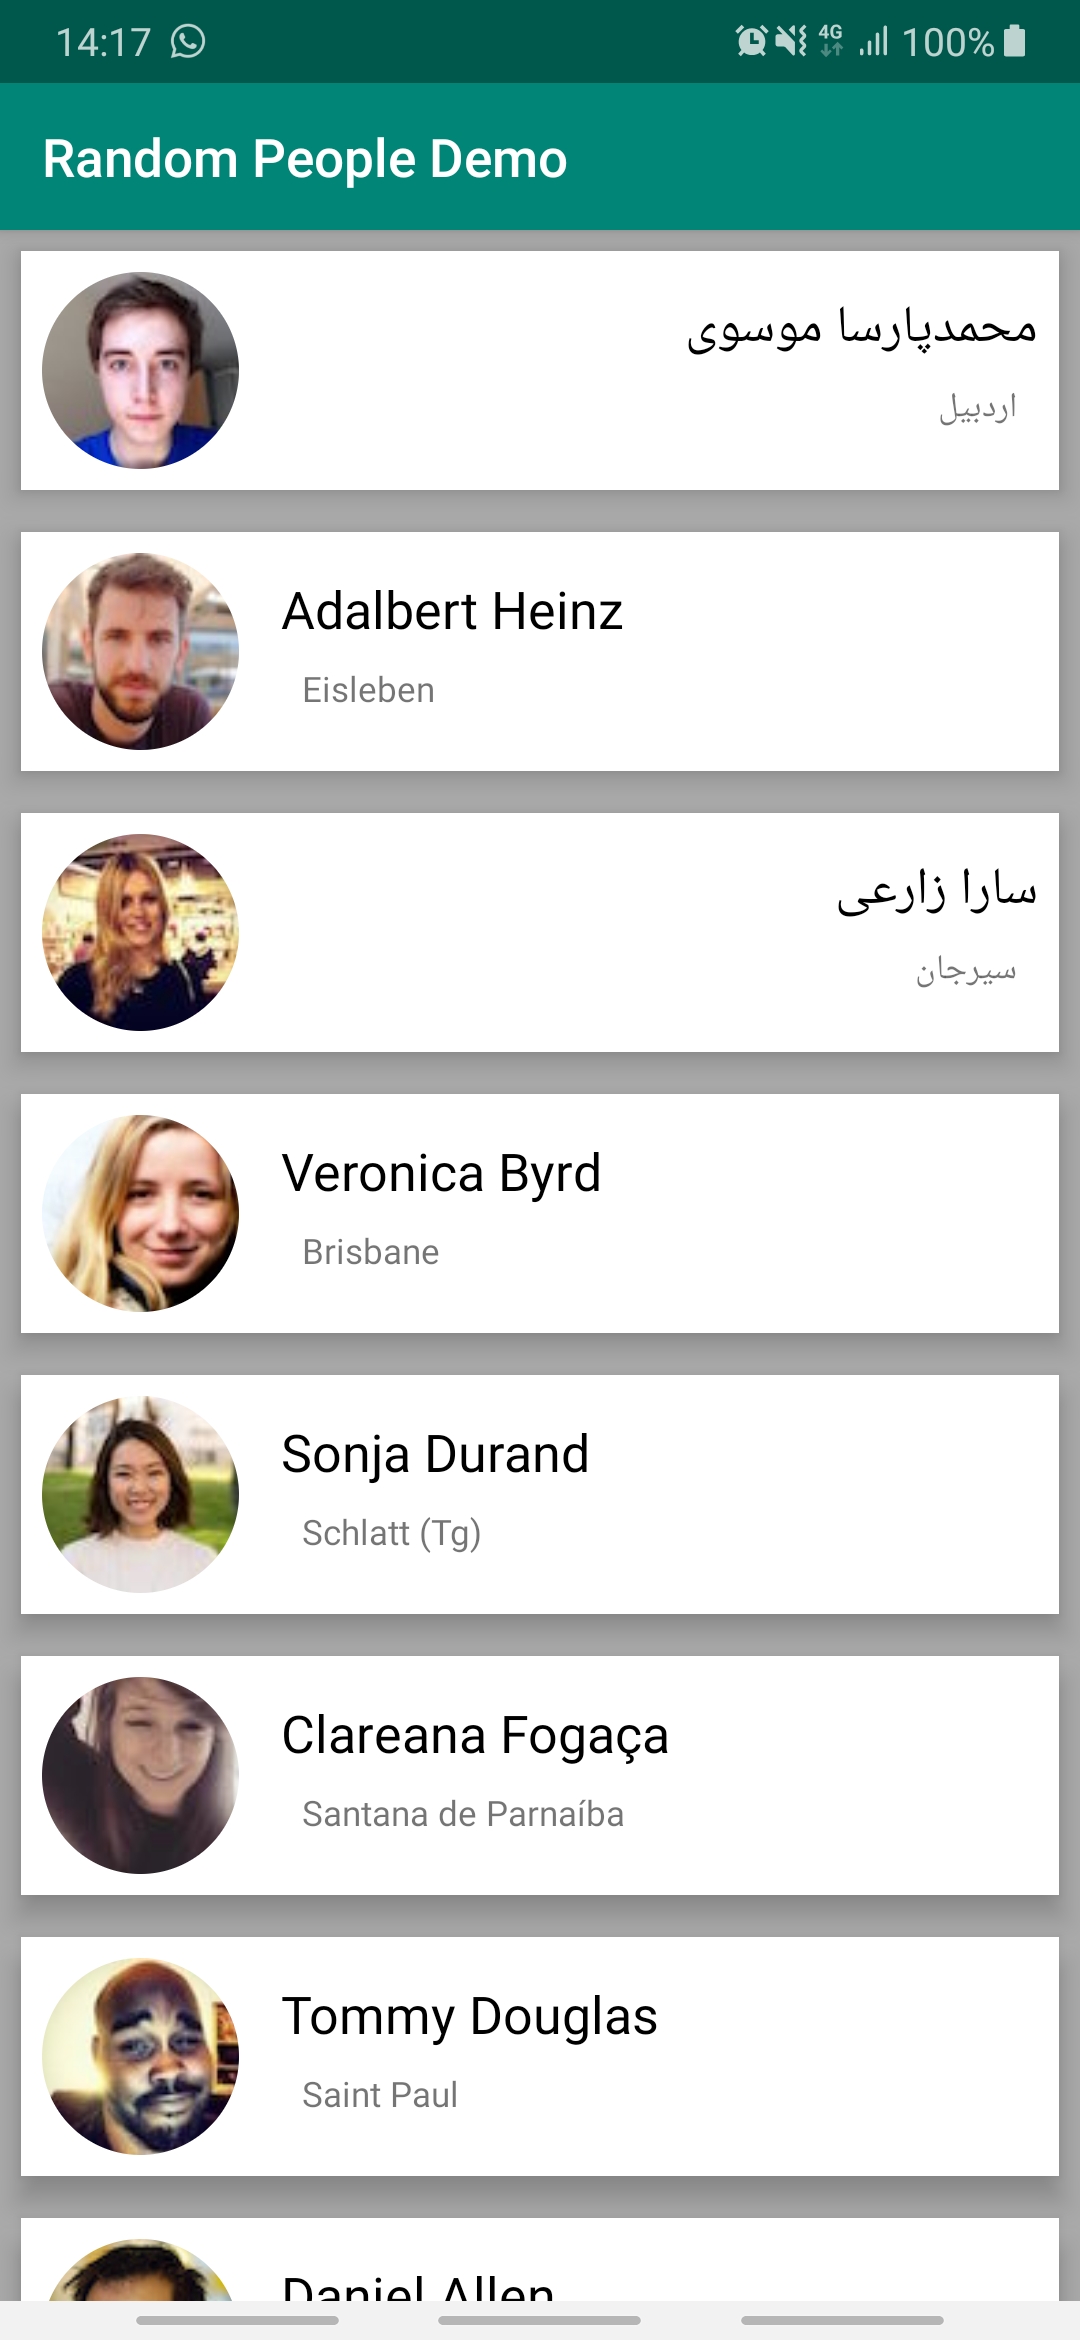 14:17 4G 100%
Random People Demo
محمدپارسا موسوی
اردبیل
Adalbert Heinz
Eisleben
سارا زارعی
سیرجان
Veronica Byrd
Brisbane
Sonja Durand
Schlatt (Tg)
Clareana Fogaça
Santana de Parnaíba
Tommy Douglas
Saint Paul
Daniel Allen